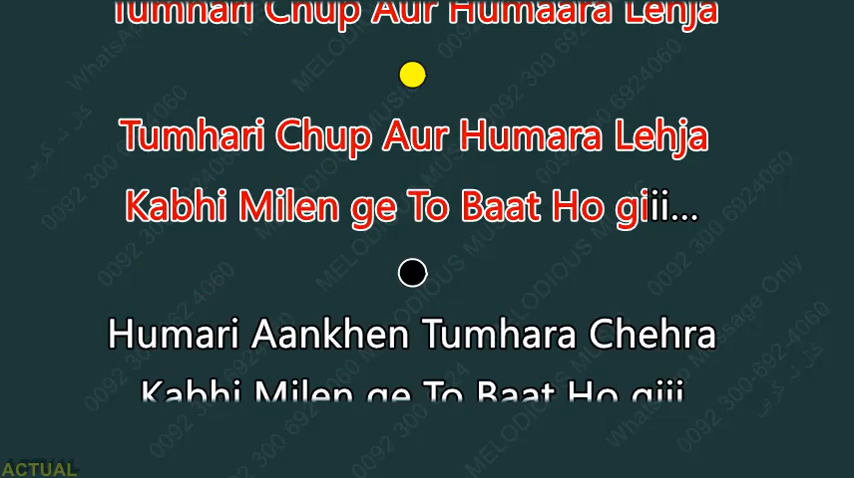 Tumhari Chup Aur Humaara Lehja
Tumhari Chup Aur Humara Lehja
Kabhi Milen ge To Baat Ho giii...
Humari Aankhen Tumhara Chehra
Kabhi Milen ge To Baat Ho giii
ACTUAL